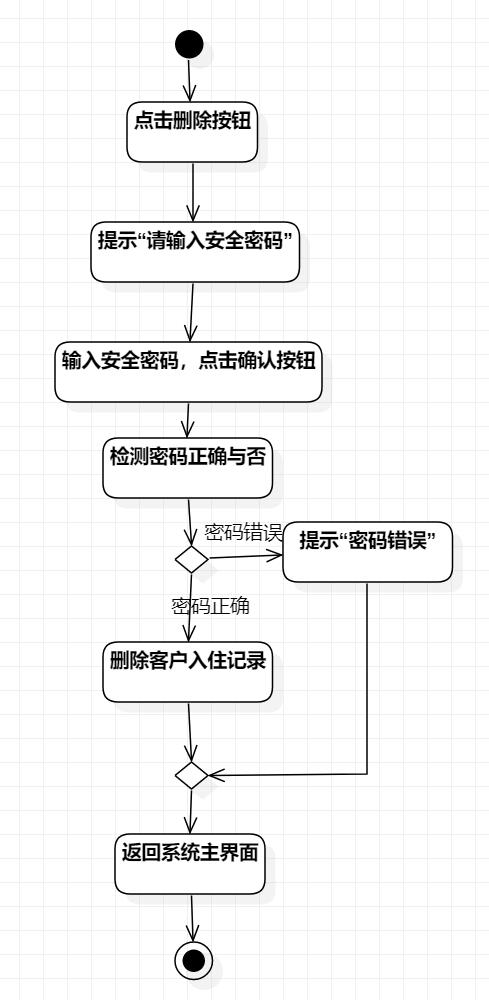 点击删除按钮
提示“请输入安全密码”
输入安全密码，点击确认按钮
检测密码正确与否
密码错误
提示“密码错误”
密码正确
删除客户入住记录
返回系统主界面